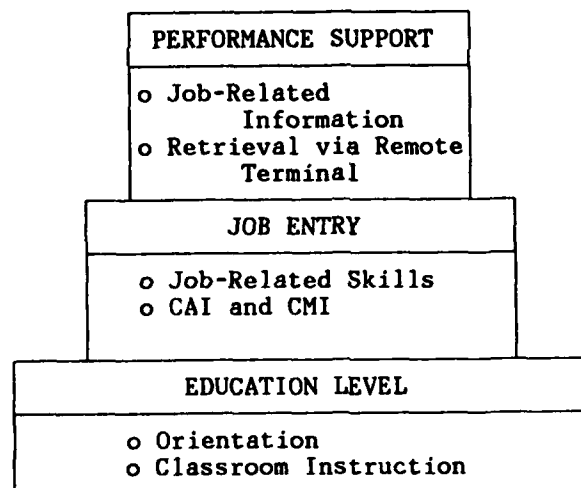 PERFORMANCE SUPPORT
o Job-Related
Information
o Retrieval via Remote
Terminal
JOB ENTRY
o Job-Related Skills
o CAI and CMI
EDUCATION LEVEL
o Orientation
o Classroom Instruction